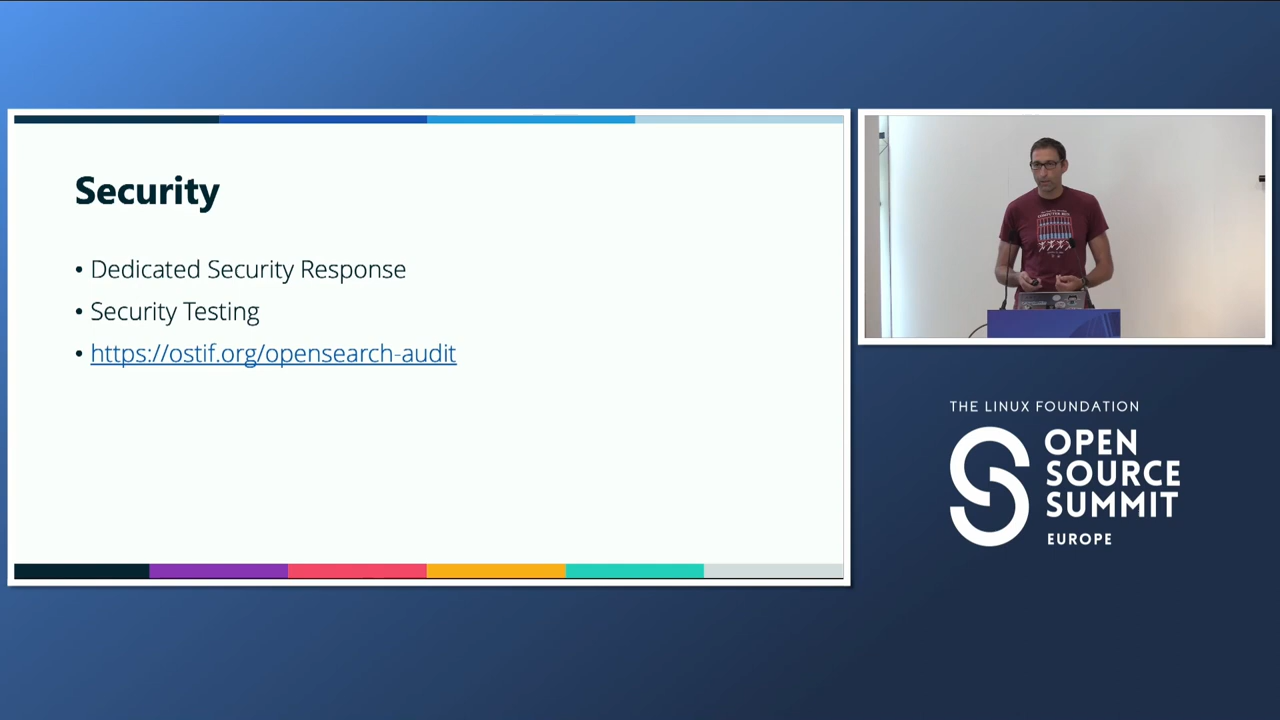 Security
• Dedicated Security Response
• Security Testing
• https://ostif.org/opensearch-audit
THE LINUX FOUNDATION
OPEN
SOURCE
SUMMIT
EUROPE